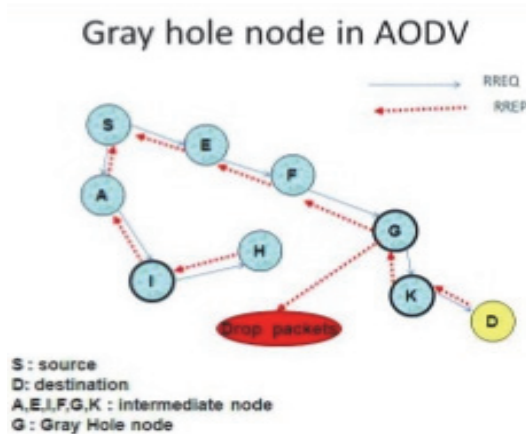 Gray hole node in AODV
RREQ
RREP
S
E
F
A
G
H
I
K
D
Drop packets
S : source
D: destination
A,E,I,F,G,K : intermediate node
G : Gray Hole node